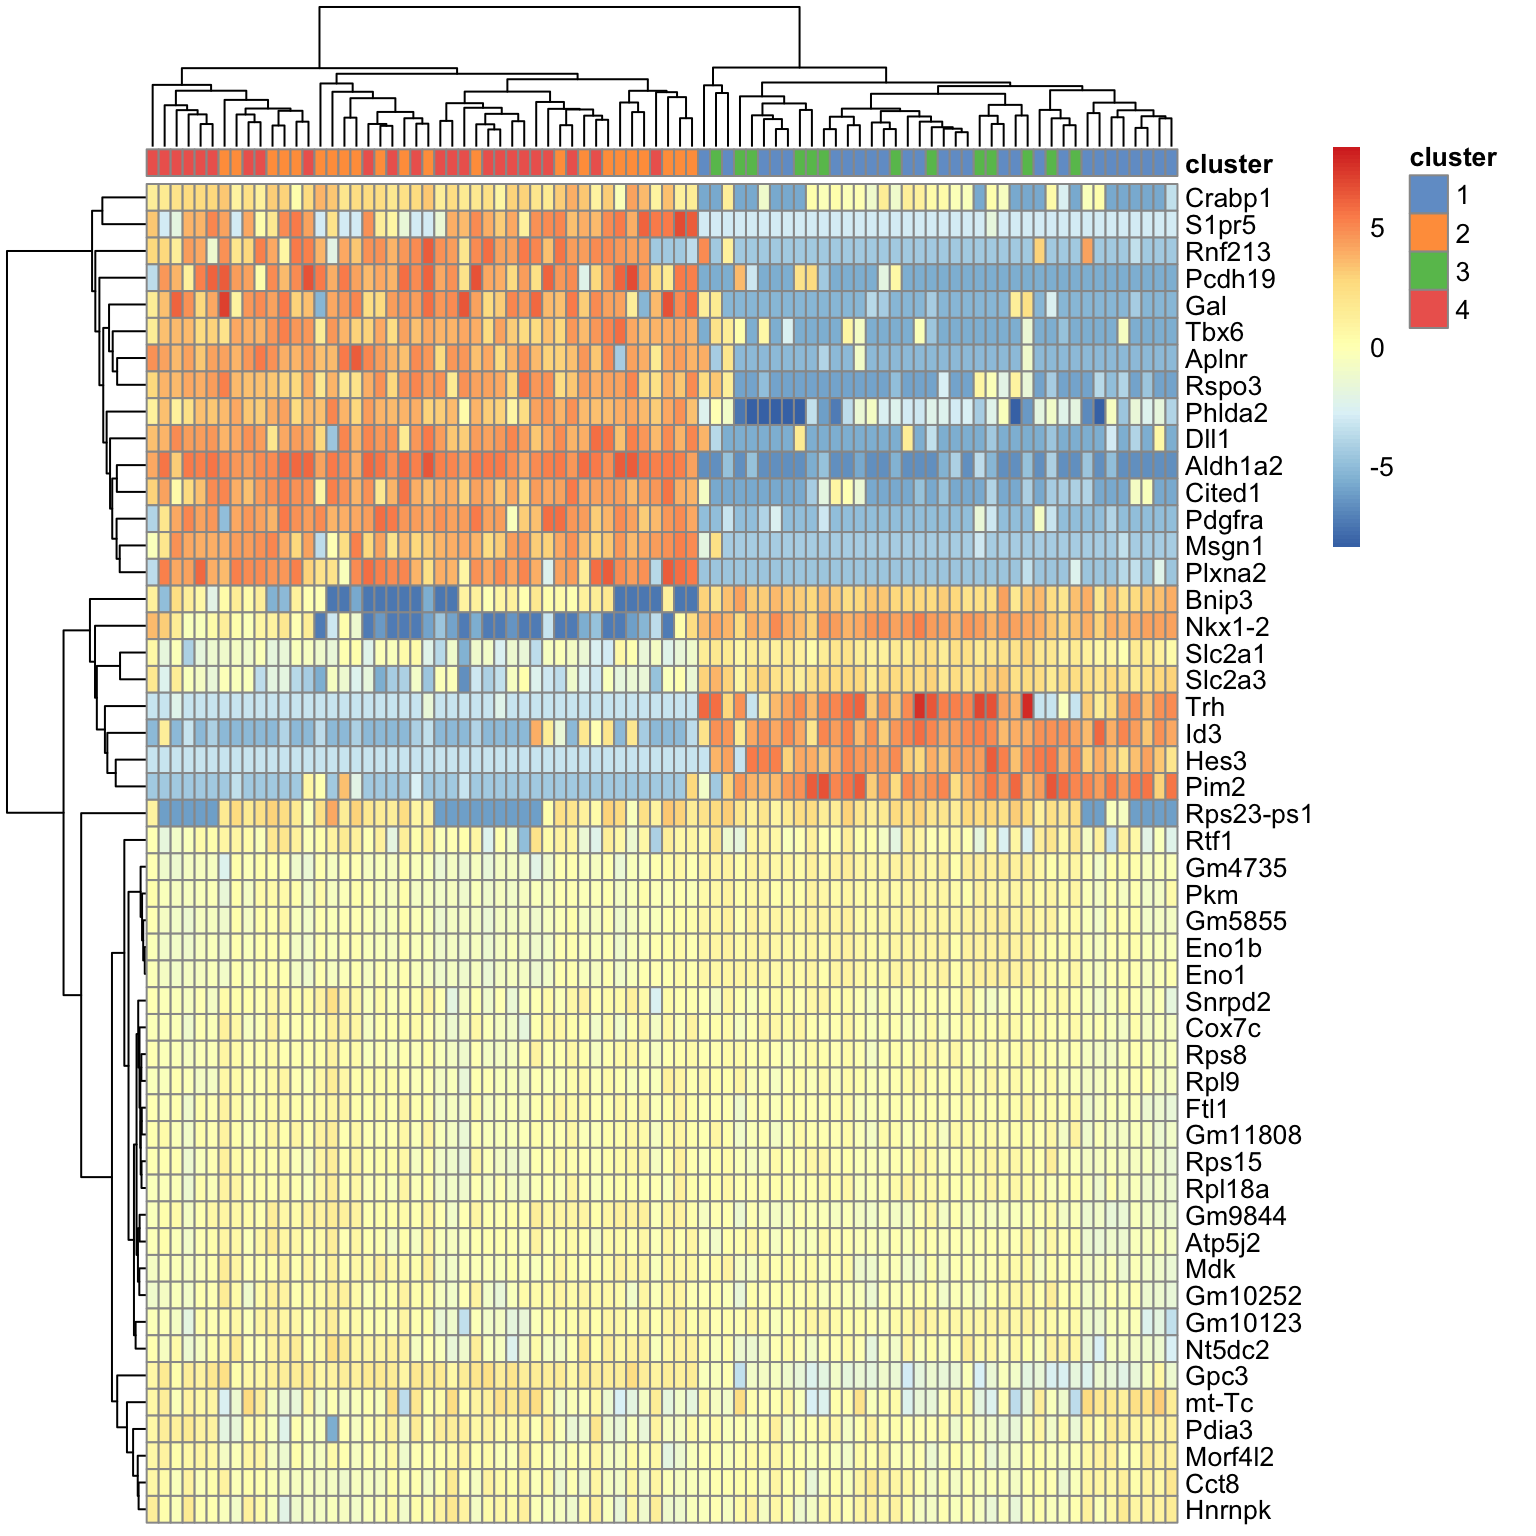 cluster
Crabp1
S1pr5
Rnf213
Pcdh19
Gal
Tbx6
Aplnr
Rspo3
Phlda2
Dll1
Aldh1a2
Cited1
Pdgfra
Msgn1
Plxna2
Bnip3
Nkx1-2
Slc2a1
Slc2a3
Trh
Id3
Hes3
Pim2
Rps23-ps1
Rtf1
Gm4735
Pkm
Gm5855
Eno1b
Eno1
Snrpd2
Cox7c
Rps8
Rpl9
Ftl1
Gm11808
Rps15
Rpl18a
Gm9844
Atp5j2
Mdk
Gm10252
Gm10123
Nt5dc2
Gpc3
mt-Tc
Pdia3
Morf4l2
Cct8
Hnrnpk
5
0
-5
cluster
1
2
3
4